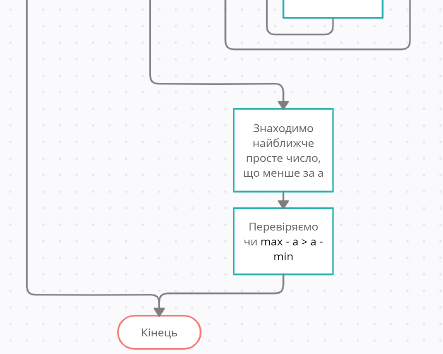 Знаходимо
найближче
просте число,
що менше за а
Перевіряємо
чи max - a > a -
min
Кінець